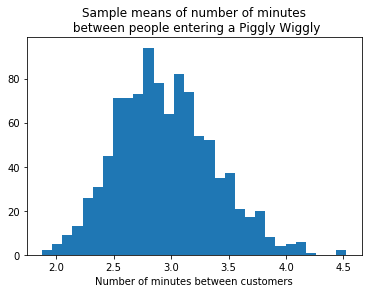 Sample means of number of minutes
between people entering a Piggly Wiggly
80
60
40
20
0
2.0 2.5 3.0 3.5 4.0 4.5
Number of minutes between customers